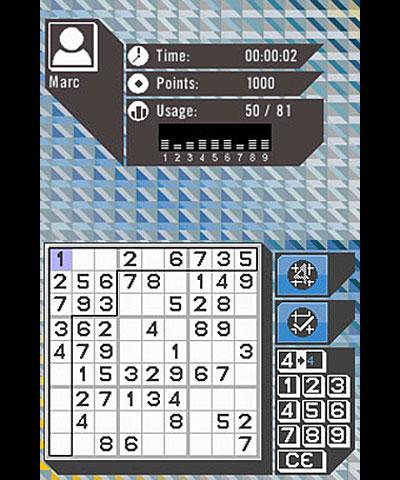 Marc
Time: 00:00:02
Points: 1000
Usage: 50 / 81
1 2 3 4 5 6 7 8 9
1 2 6 7 3 5
2 5 6 7 8 1 4 9
7 9 3 5 2 8
3 6 2 4 8 9
4 7 9 1 3
1 5 3 2 9 6 7
2 7 1 3 4
4 8 5 2
8 6 7
4 4
1 2 3
4 5 6
7 8 9
CE